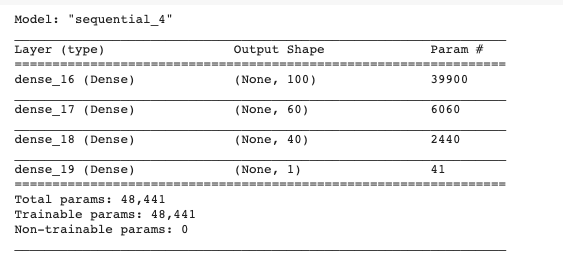 Model: "sequential_4"
Layer (type) Output Shape Param #
dense_16 (Dense) (None, 100) 39900
dense_17 (Dense) (None, 60) 6060
dense_18 (Dense) (None, 40) 2440
dense_19 (Dense) (None, 1) 41
Total params: 48,441
Trainable params: 48,441
Non-trainable params: 0